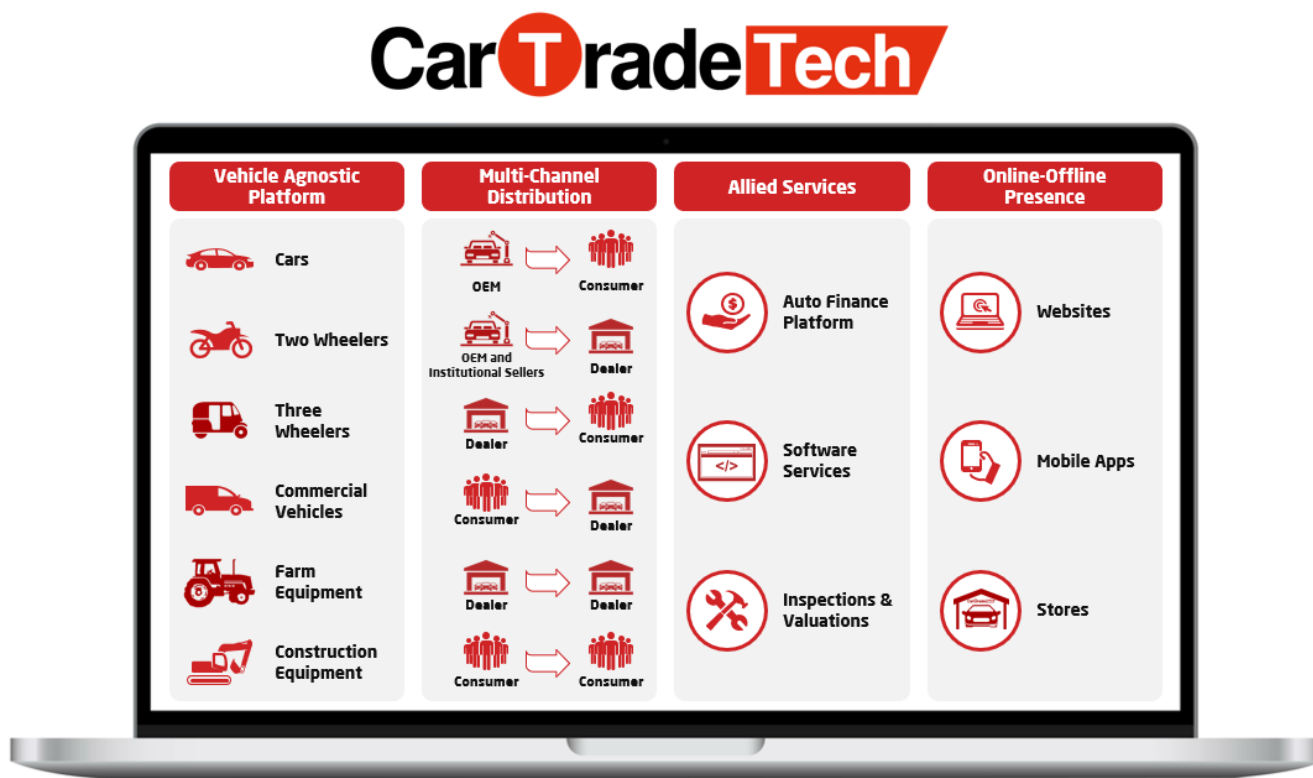 CarTradeTech
Vehicle Agnostic
Platform
Cars
Two Wheelers
Three
Wheelers
Commercial
Vehicles
Farm
Equipment
Construction
Equipment
Multi-Channel
Distribution
OEM
Consumer
OEM and
Institutional Sellers
Dealer
Dealer
Consumer
Consumer
Dealer
Dealer
Dealer
Consumer
Consumer
Allied Services
$
Auto Finance
Platform
</>
Software
Services
Inspections &
Valuations
Online-Offline
Presence
Websites
Mobile Apps
Stores